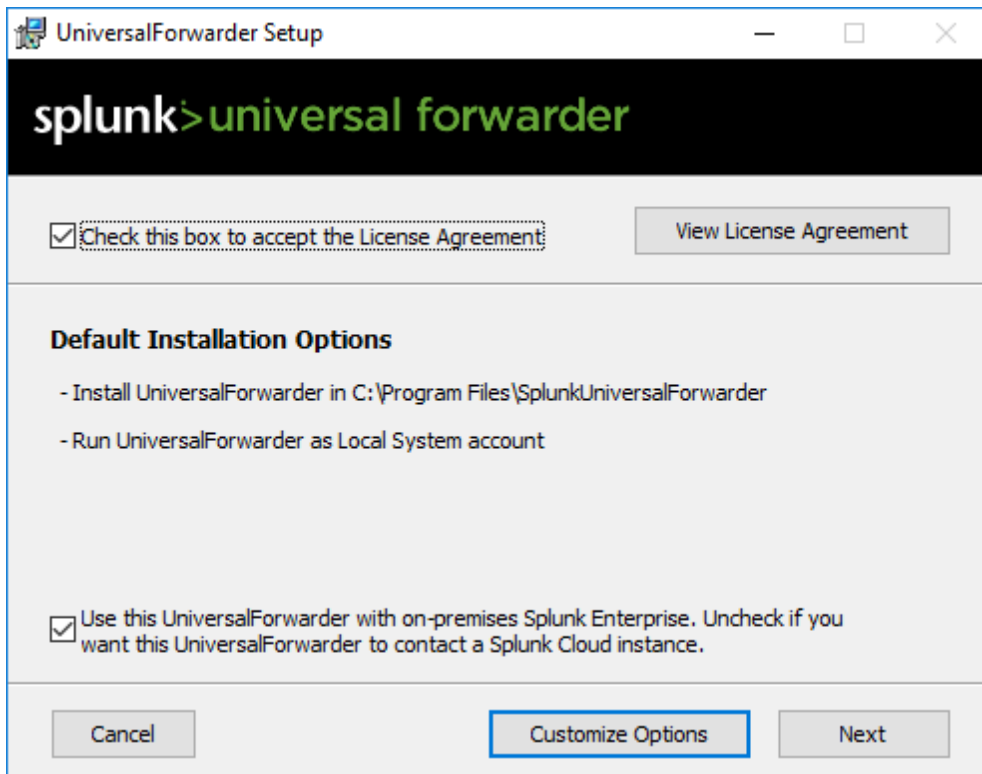 UniversalForwarder Setup
splunk>universal forwarder
Check this box to accept the License Agreement
View License Agreement
Default Installation Options
- Install UniversalForwarder in C:\Program Files\SplunkUniversalForwarder
- Run UniversalForwarder as Local System account
Use this UniversalForwarder with on-premises Splunk Enterprise. Uncheck if you
want this UniversalForwarder to contact a Splunk Cloud instance.
Cancel
Customize Options
Next